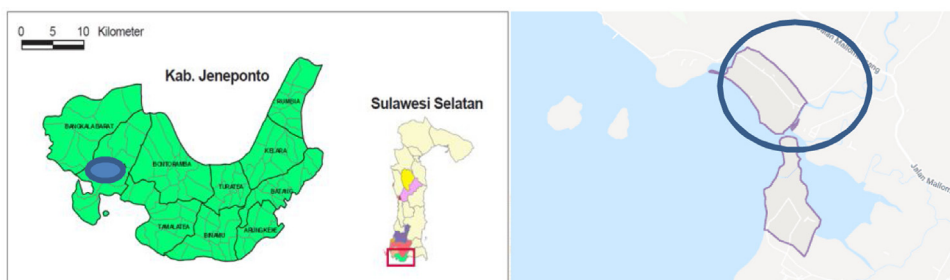 0 5 10 Kilometer
Kab. Jeneponto
Sulawesi Selatan
RUMBIA
BANGKALA BARAT
KELARA
BONTORAMBA
TURATEA
BATANG
TAMALATEA
BINAMU
ARUNGKEKE